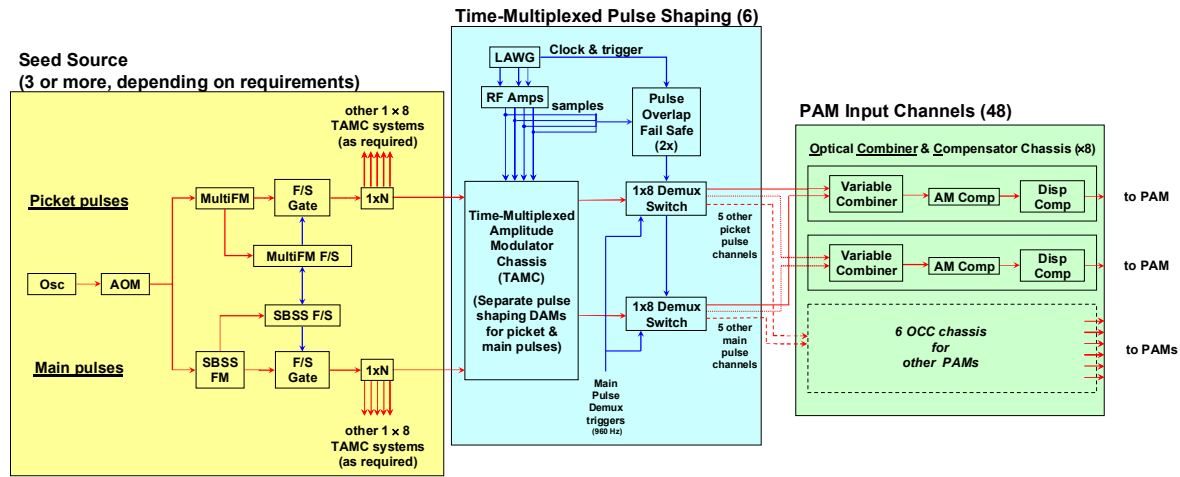 Time-Multiplexed Pulse Shaping (6)
Seed Source
(3 or more, depending on requirements)
PAM Input Channels (48)
other 1 × 8
TAMC systems
(as required)
Picket pulses
MultiFM
F/S
Gate
1xN
MultiFM F/S
Osc
AOM
SBSS F/S
Main pulses
SBSS
FM
F/S
Gate
1xN
other 1 × 8
TAMC systems
(as required)
LAWG
Clock & trigger
RF Amps
samples
Pulse
Overlap
Fail Safe
(2x)
Time-Multiplexed
Amplitude
Modulator
Chassis
(TAMC)
(Separate pulse
shaping DAMs
for picket &
main pulses)
1x8 Demux
Switch
5 other
picket
pulse
channels
1x8 Demux
Switch
5 other
main
pulse
channels
Main
Pulse
Demux
triggers
(960 Hz)
Optical Combiner & Compensator Chassis (×8)
Variable
Combiner
AM Comp
Disp
Comp
to PAM
Variable
Combiner
AM Comp
Disp
Comp
to PAM
6 OCC chassis
for
other PAMs
to PAMs